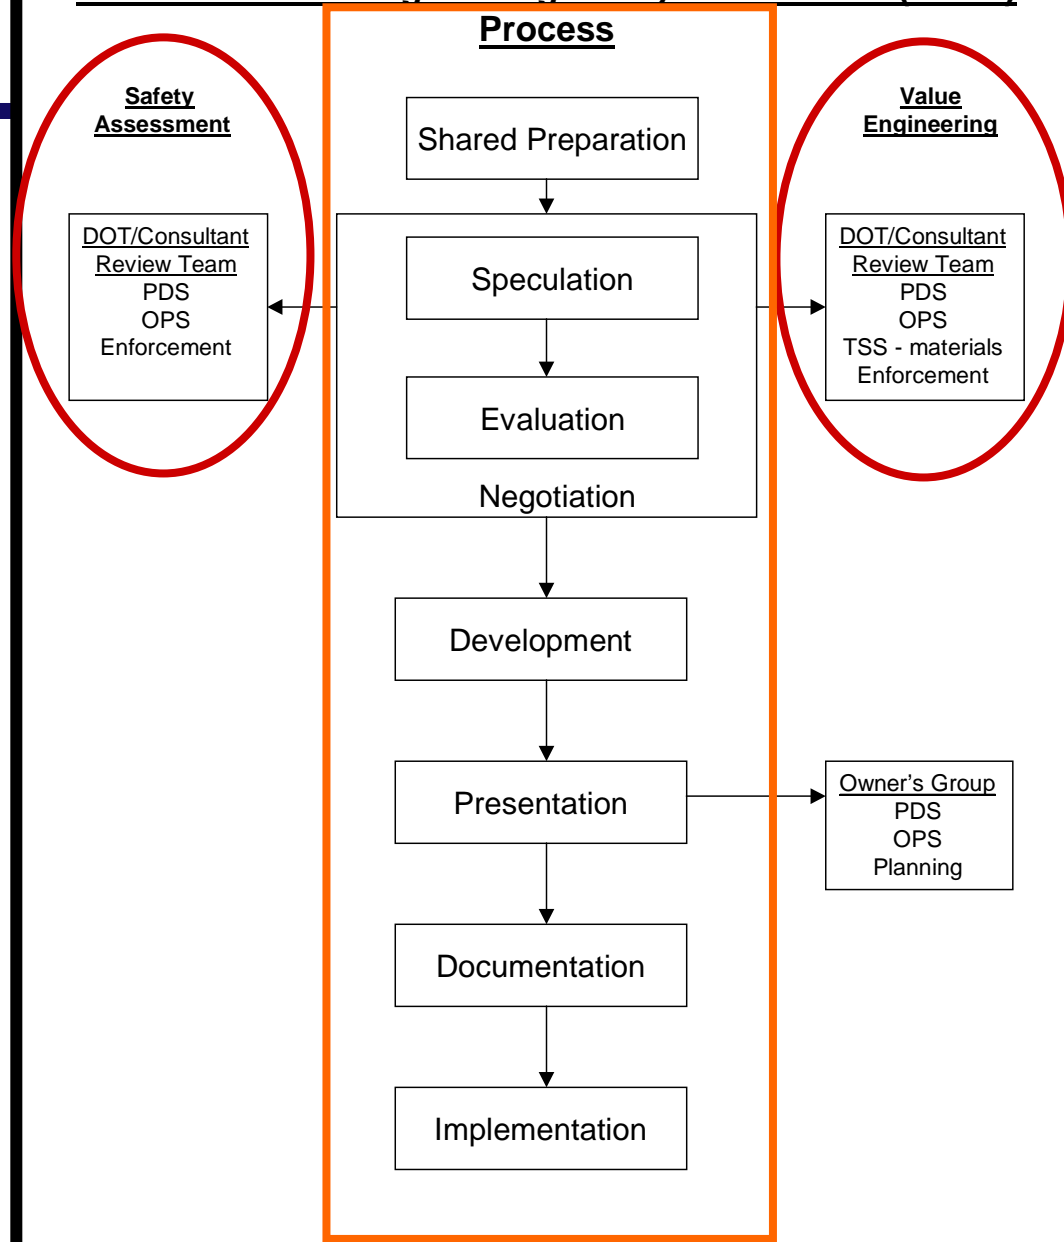 Process
Safety
Assessment
DOT/Consultant
Review Team
PDS
OPS
Enforcement
Shared Preparation
Speculation
Evaluation
Negotiation
Development
Presentation
Documentation
Implementation
Value
Engineering
DOT/Consultant
Review Team
PDS
OPS
TSS - materials
Enforcement
Owner's Group
PDS
OPS
Planning